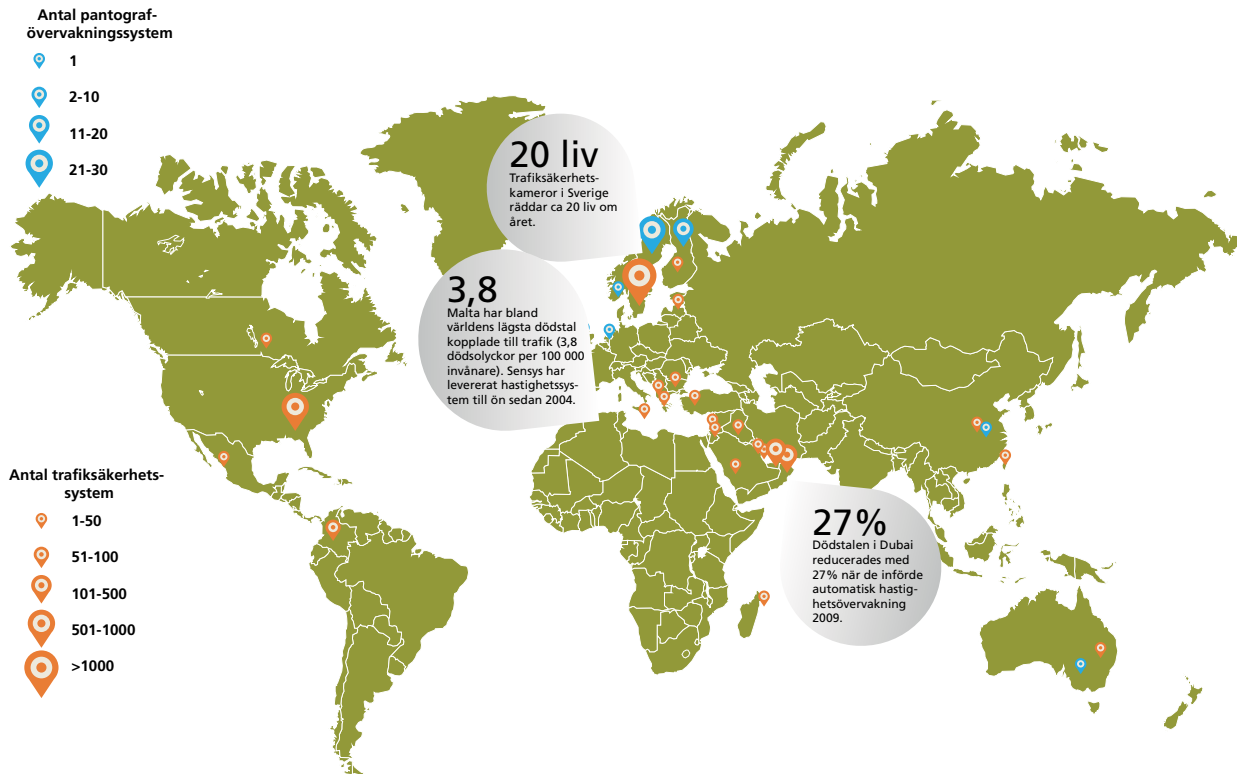 Antal pantograf-
övervakningssystem
1
2-10
11-20
21-30
20 liv
Trafiksäkerhets-
kameror i Sverige
räddar ca 20 liv om
året.
3,8
Malta har bland
världens lägsta dödstal
kopplade till trafik (3,8
dödsolyckor per 100 000
invånare). Sensys har
levererat hastighetssys-
tem till ön sedan 2004.
Antal trafiksäkerhets-
system
1-50
51-100
101-500
501-1000
>1000
27%
Dödstalen i Dubai
reducerades med
27% när de införde
automatisk hastig-
hetsövervakning
2009.